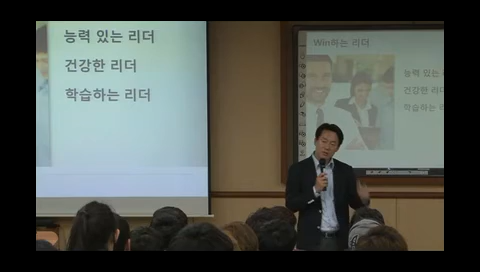 능력 있는 리더
건강한 리더
학습하는 리더
Win하는 리더
능력 있는
건강한 리
학습하는